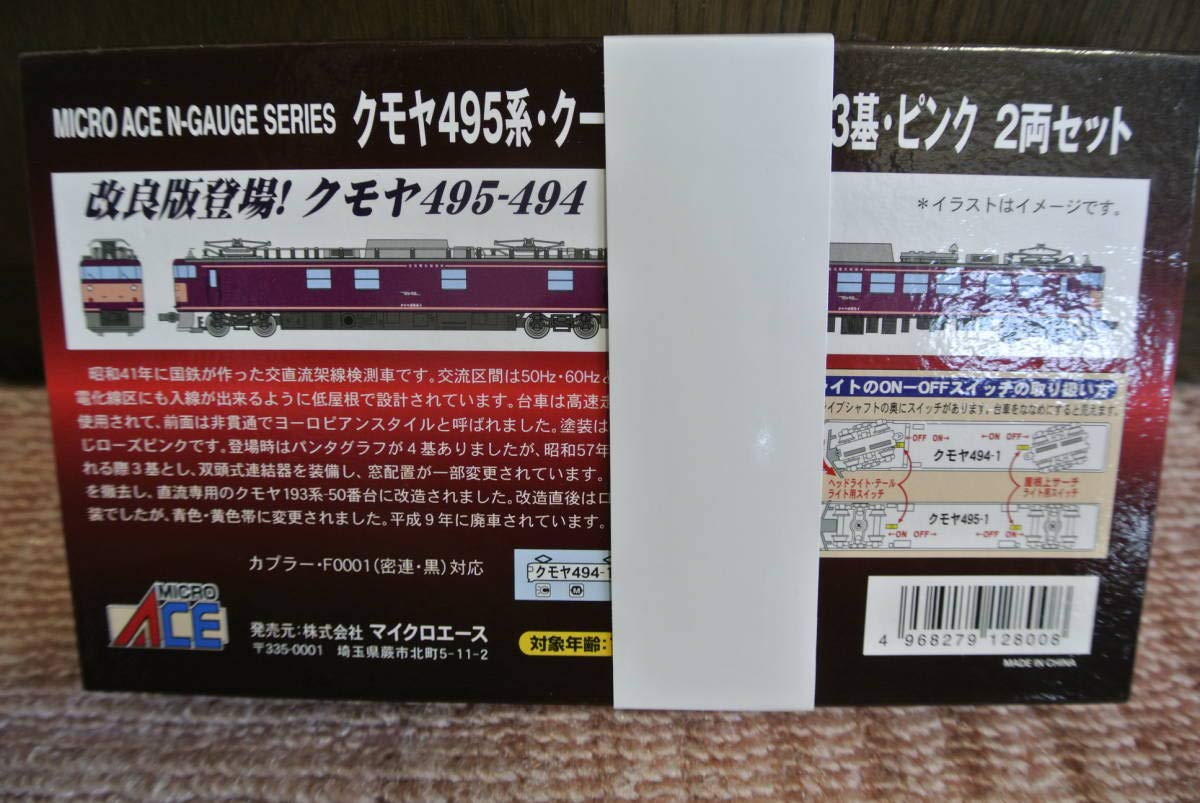 MICRO ACE N-GAUGE SERIES クモヤ495系・クー
3基・ピンク 2両セット
改良版登場! クモヤ495-494
*イラストはイメージです。
昭和41年に国鉄が作った交直流架線検測車です。交流区間は50Hz・60Hz
電化線区にも入線が出来るように低屋根で設計されています。台車は高速走
使用されて、前面は非貫通でヨーロピアンスタイルと呼ばれました。塗装は
じローズピンクです。登場時はパンタグラフが4基ありましたが、昭和57年
れる際3基とし、双頭式連結器を装備し、窓配置が一部変更されています。
を撤去し、直流専用のクモヤ193系-50番台に改造されました。改造直後はロ
装でしたが、青色・黄色帯に変更されました。平成9年に廃車されています。
カプラー・F0001(密連・黒)対応
クモヤ494-1
M
MICRO ACE
発売元:株式会社 マイクロエース
〒335-0001 埼玉県蕨市北町5-11-2
対象年齢:
ライトのON-OFFスイッチの取り扱い方
イブシャフトの奥にスイッチがあります。台車をななめにすると見えます。
←OFF ON→
←ON OFF→
クモヤ494-1
ヘッドライト・テール
ライト用スイッチ
屋根上サーチ
ライト用スイッチ
クモヤ495-1
←ON OFF→
←OFF ON→
4 968279 128008
MADE IN CHINA